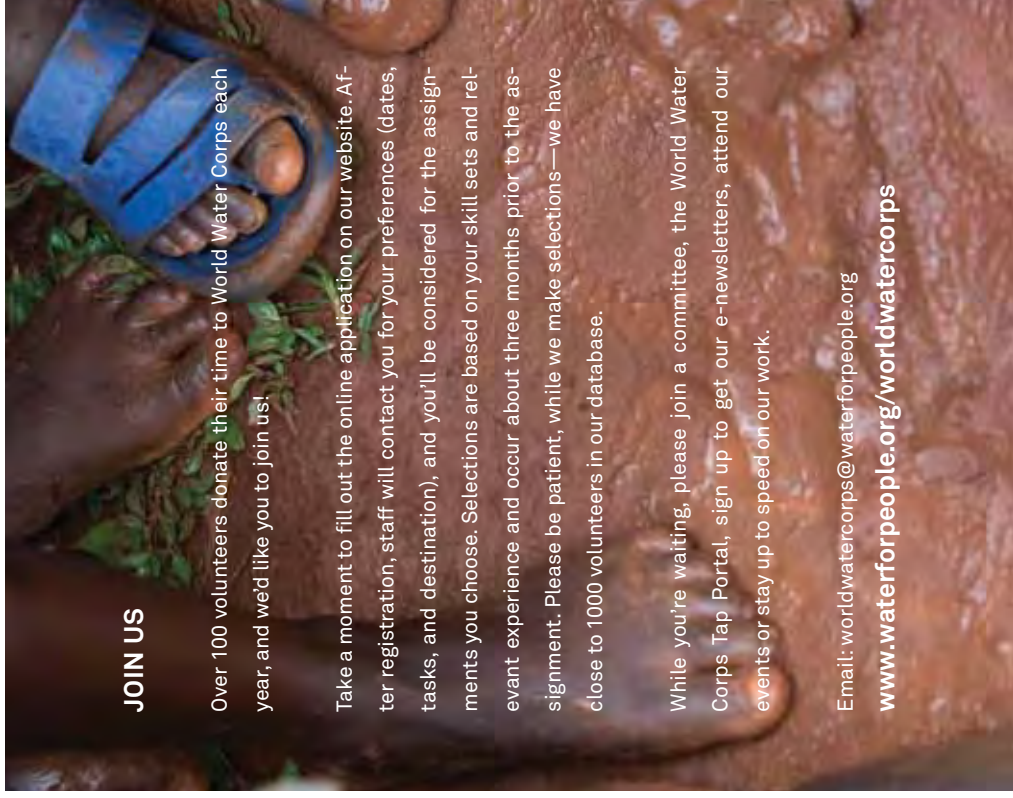 JOIN US
Over 100 volunteers donate their time to World Water Corps each
year, and we'd like you to join us!
Take a moment to fill out the online application on our website. Af-
ter registration, staff will contact you for your preferences (dates,
tasks, and destination), and you'll be considered for the assign-
ments you choose. Selections are based on your skill sets and rel-
evant experience and occur about three months prior to the as-
signment. Please be patient, while we make selections—we have
close to 1000 volunteers in our database.
While you're waiting, please join a committee, the World Water
Corps Tap Portal, sign up to get our e-newsletters, attend our
events or stay up to speed on our work.
Email: worldwatercorps@waterforpeople.org
www.waterforpeople.org/worldwatercorps